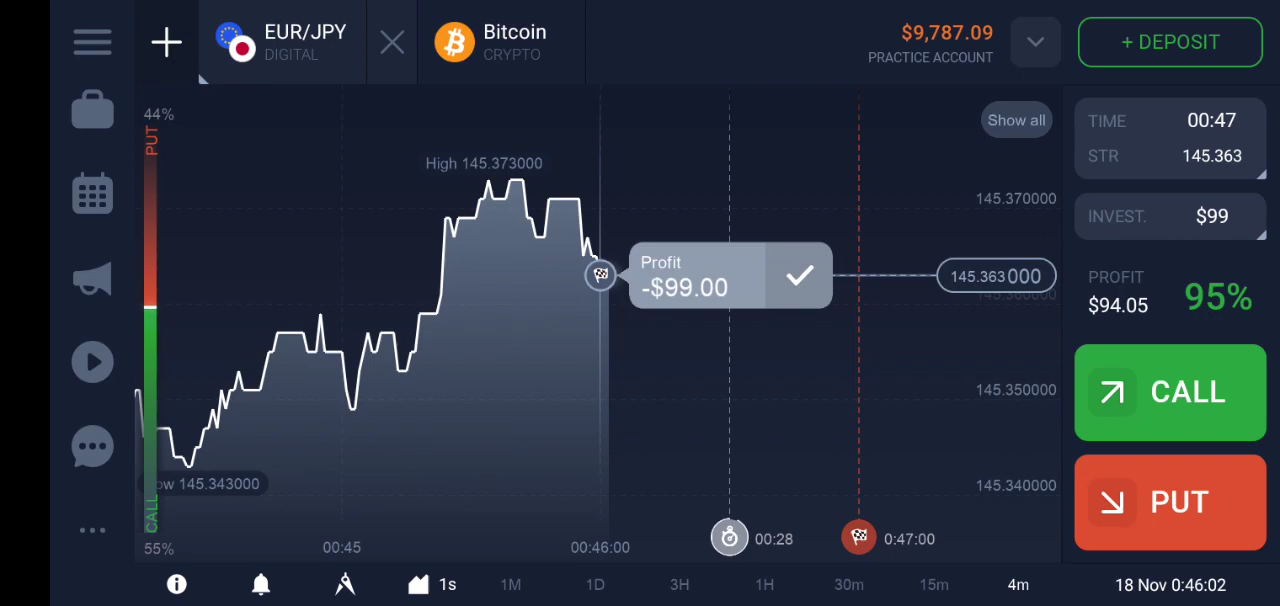 EUR/JPY
DIGITAL
Bitcoin
CRYPTO
$9,787.09
PRACTICE ACCOUNT
+ DEPOSIT
44%
PUT
High 145.373000
Show all
145.370000
Profit
-$99.00
145.363000
145.360000
145.350000
145.340000
ow 145.343000
CALL
55%
00:45
00:46:00
00:28
0:47:00
TIME 00:47
STR 145.363
INVEST. $99
PROFIT
$94.05
95%
CALL
PUT
1s 1M 1D 3H 1H 30m 15m 4m
18 Nov 0:46:02